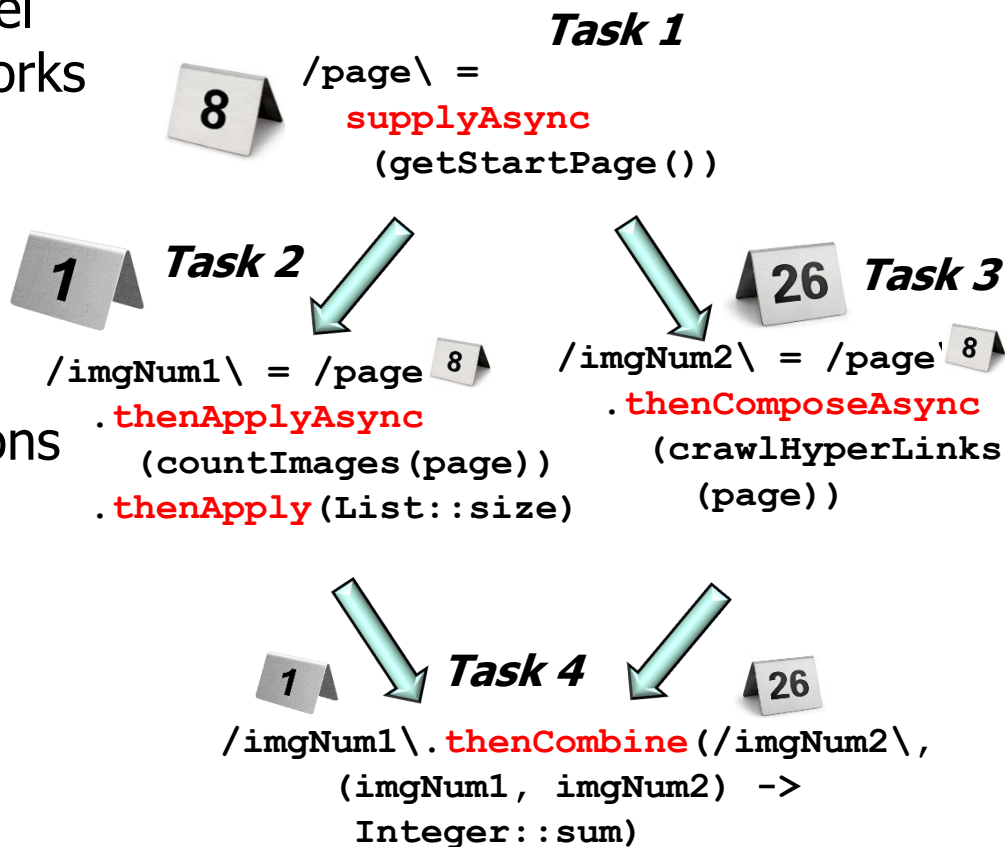 el
orks
ons
Task 1
8
/page\ =
supplyAsync
(getStartPage())
1
Task 2
26
Task 3
/imgNum1\ = /page
8
.thenApplyAsync
(countImages(page))
.thenApply(List::size)
/imgNum2\ = /page\
8
.thenComposeAsync
(crawlHyperLinks
(page))
1
Task 4
26
/imgNum1\.thenCombine(/imgNum2\,
(imgNum1, imgNum2) ->
Integer::sum)